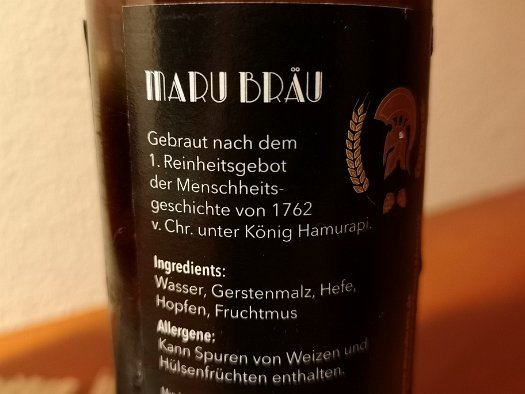 MARU BRÄU
Gebraut nach dem
1. Reinheitsgebot
der Menschheits-
geschichte von 1762
v. Chr. unter König Hamurapi.
Ingredients:
Wasser, Gerstenmalz, Hefe,
Hopfen, Fruchtmus
Allergene:
Kann Spuren von Weizen und
Hülsenfrüchten enthalten.